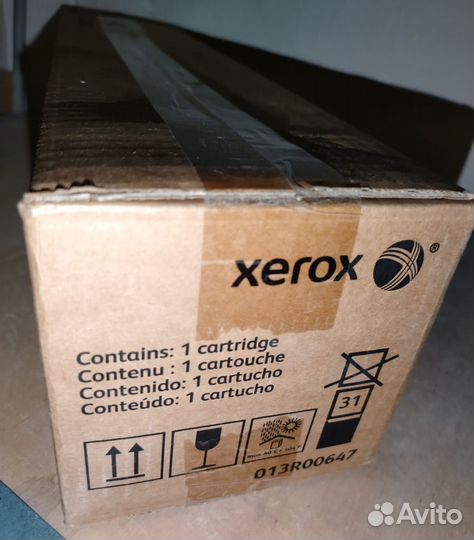 xerox ®
Contains: 1 cartridge
Contenu : 1 cartouche
Contenido: 1 cartucho
Conteúdo: 1 cartucho
31
013R00647
Avito